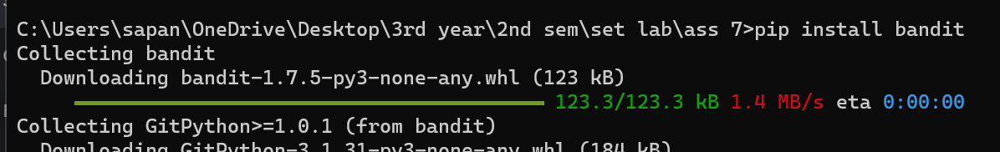 C:\Users\sapan\OneDrive\Desktop\3rd year\2nd sem\set lab\ass 7>pip install bandit
Collecting bandit
Downloading bandit-1.7.5-py3-none-any.whl (123 kB)
123.3/123.3 kB 1.4 MB/s eta 0:00:00
Collecting GitPython>=1.0.1 (from bandit)
Downloading GitPython-3.1.31-py3-none-any.whl (184 kB)